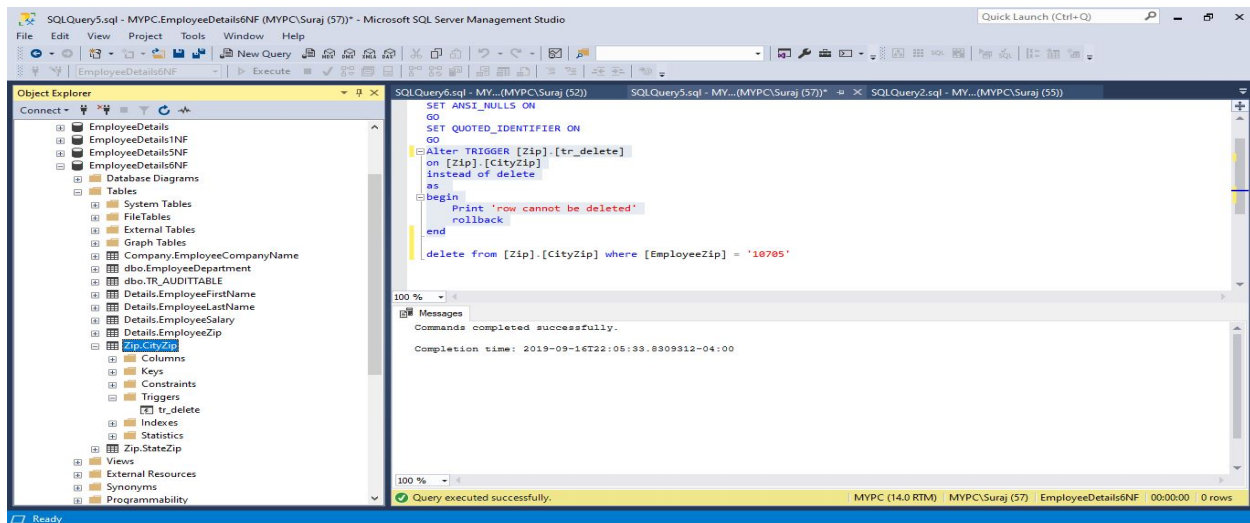 SQLQuery5.sql - MYPC.EmployeeDetails6NF (MYPC\Suraj (57))* - Microsoft SQL Server Management Studio
Quick Launch (Ctrl+Q)
File Edit View Project Tools Window Help
New Query
EmployeeDetails6NF Execute
Object Explorer
Connect
EmployeeDetails
EmployeeDetails1NF
EmployeeDetails5NF
EmployeeDetails6NF
Database Diagrams
Tables
System Tables
FileTables
External Tables
Graph Tables
Company.EmployeeCompanyName
dbo.EmployeeDepartment
dbo.TR_AUDITTABLE
Details.EmployeeFirstName
Details.EmployeeLastName
Details.EmployeeSalary
Details.EmployeeZip
Zip.CityZip
Columns
Keys
Constraints
Triggers
tr_delete
Indexes
Statistics
Zip.StateZip
Views
External Resources
Synonyms
Programmability
SQLQuery6.sql - MY...(MYPC\Suraj (52)) SQLQuery5.sql - MY...(MYPC\Suraj (57))* SQLQuery2.sql - MY...(MYPC\Suraj (55))
SET ANSI_NULLS ON
GO
SET QUOTED_IDENTIFIER ON
GO
Alter TRIGGER [Zip].[tr_delete]
on [Zip].[CityZip]
instead of delete
as
begin
Print 'row cannot be deleted'
rollback
end
delete from [Zip].[CityZip] where [EmployeeZip] = '10705'
100 %
Messages
Commands completed successfully.
Completion time: 2019-09-16T22:05:33.8309312-04:00
100 %
Query executed successfully. MYPC (14.0 RTM) MYPC\Suraj (57) EmployeeDetails6NF 00:00:00 0 rows
Ready